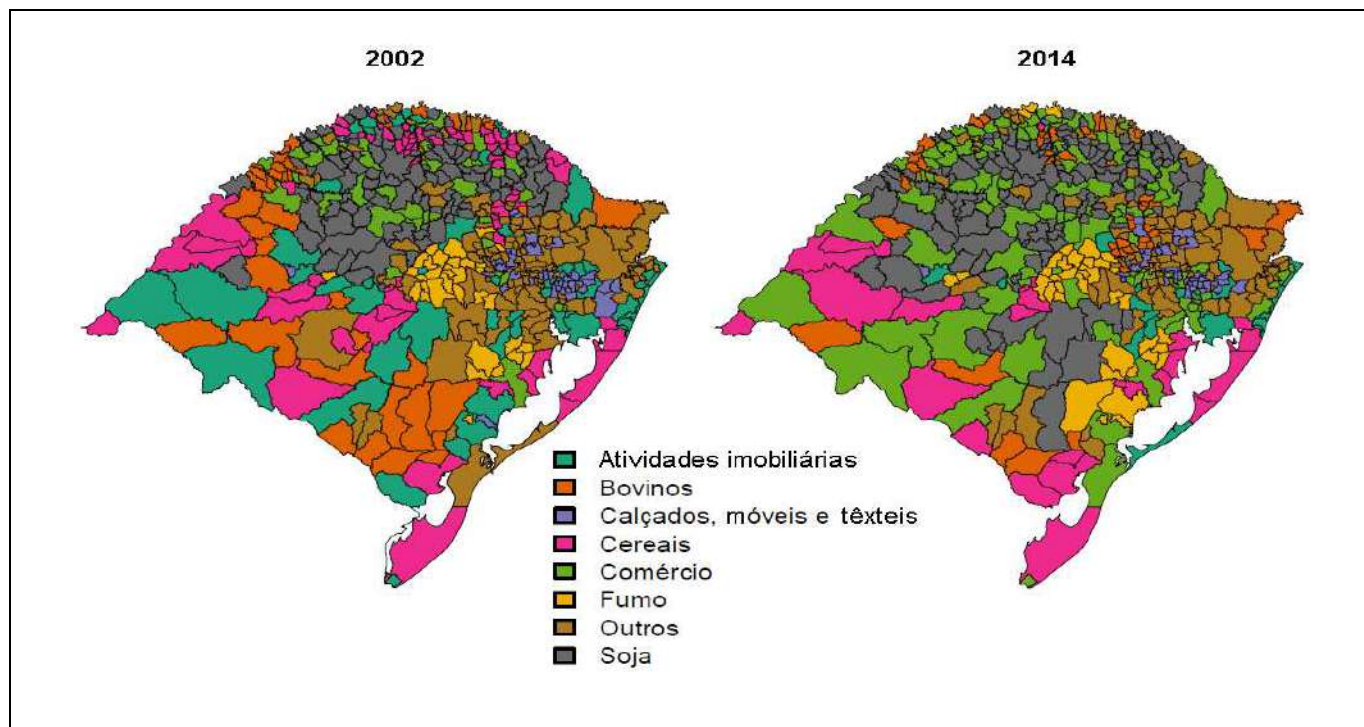 2002
2014
Atividades imobiliárias
Bovinos
Calçados, móveis e têxteis
Cereais
Comércio
Fumo
Outros
Soja